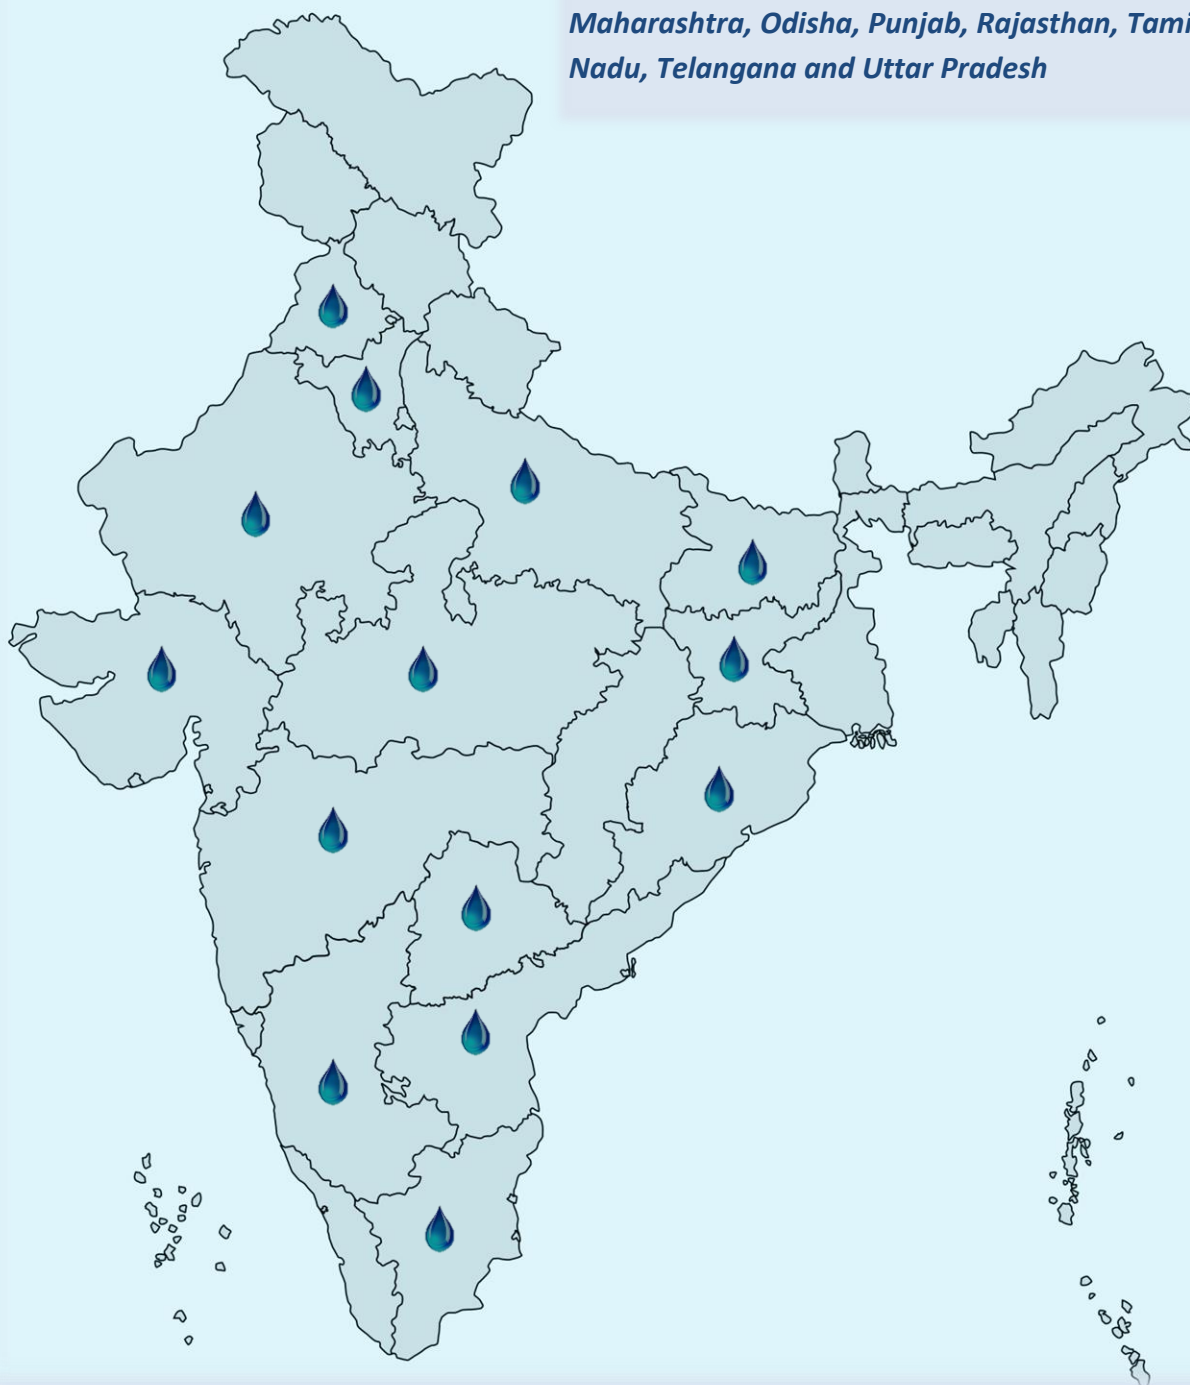 Maharashtra, Odisha, Punjab, Rajasthan, Tami
Nadu, Telangana and Uttar Pradesh